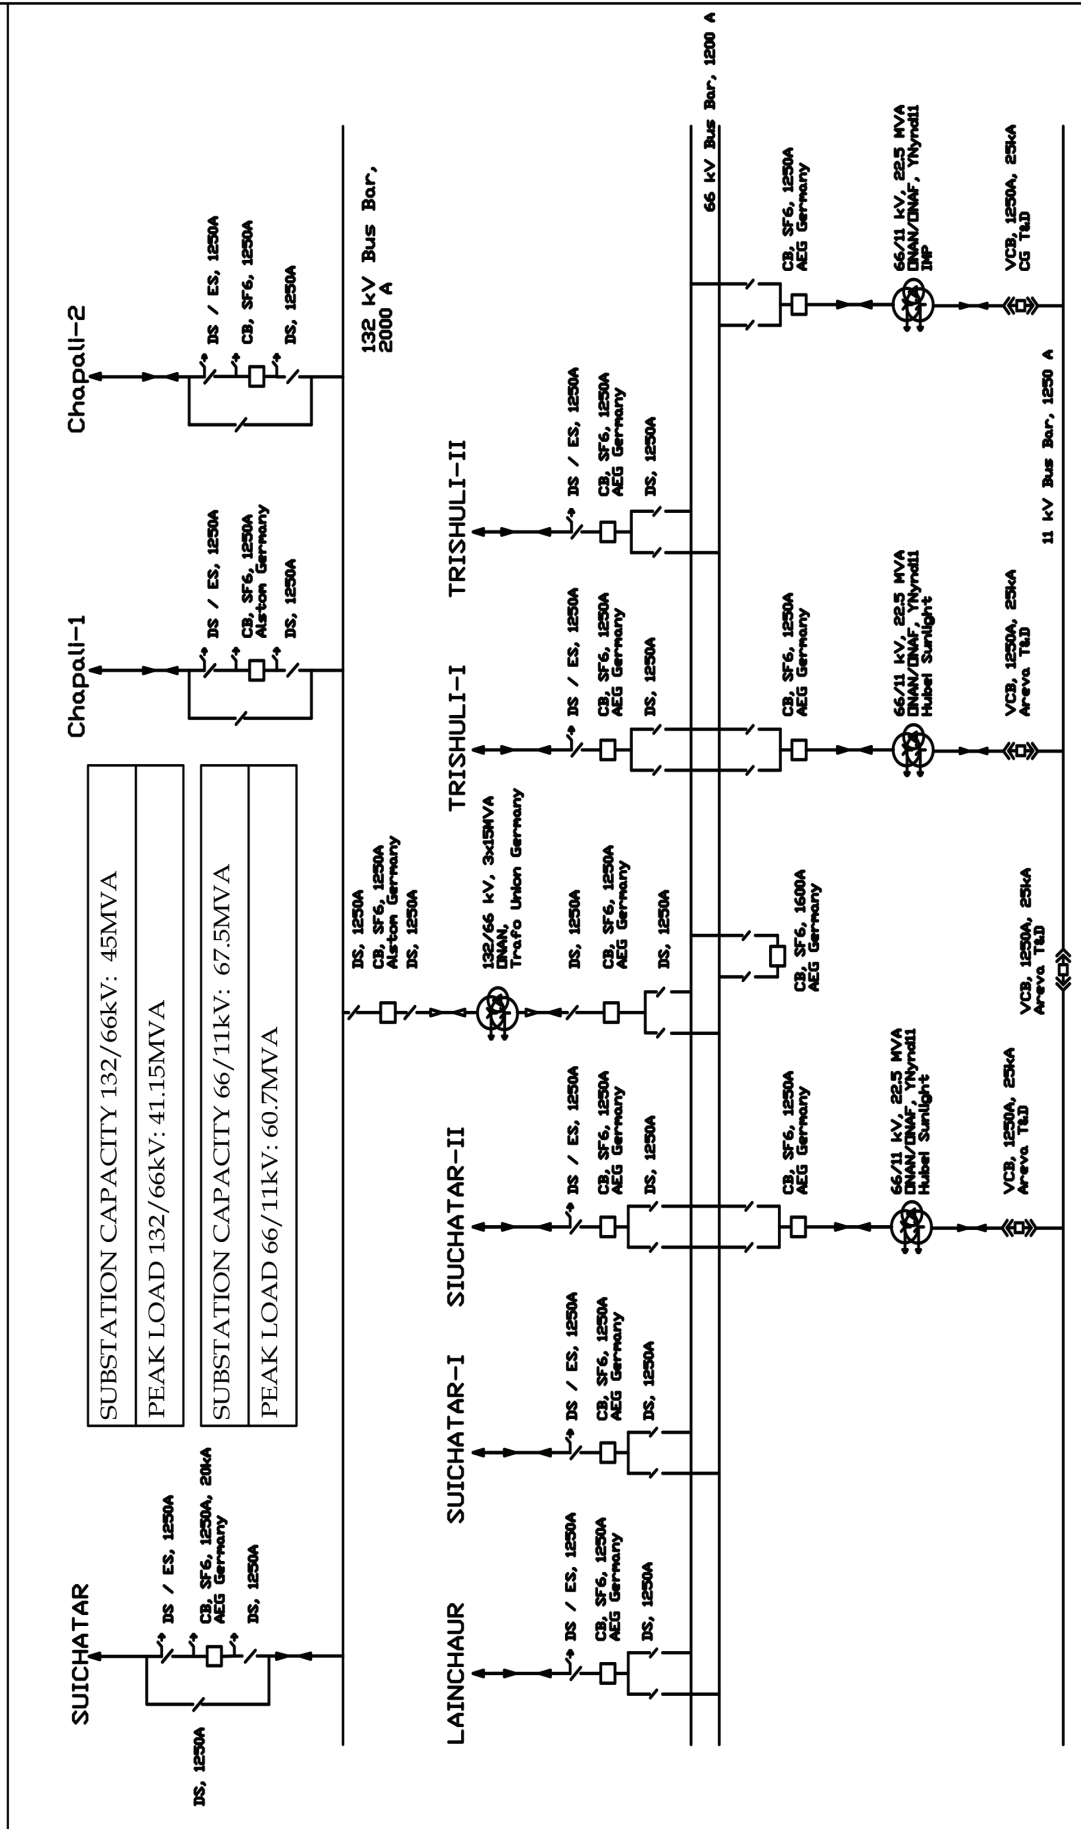 SUICHATAR
DS / ES, 1250A
CB, SF6, 1250A, 20kA
AEG Germany
DS, 1250A
DS, 1250A
SUBSTATION CAPACITY 132/66kV: 45MVA
PEAK LOAD 132/66kV: 41.15MVA
SUBSTATION CAPACITY 66/11kV: 67.5MVA
PEAK LOAD 66/11kV: 60.7MVA
Chapali-1
DS / ES, 1250A
CB, SF6, 1250A
Alstom Germany
DS, 1250A
Chapali-2
DS / ES, 1250A
CB, SF6, 1250A
DS, 1250A
132 kV Bus Bar,
2000 A
DS, 1250A
CB, SF6, 1250A
Alstom Germany
DS, 1250A
132/66 kV, 3x15MVA
ONAN,
Trafo Union Germany
DS, 1250A
CB, SF6, 1250A
AEG Germany
DS, 1250A
LAINCHAUR
DS / ES, 1250A
CB, SF6, 1250A
AEG Germany
DS, 1250A
SUICHATAR-I
DS / ES, 1250A
CB, SF6, 1250A
AEG Germany
DS, 1250A
SIUCHATAR-II
DS / ES, 1250A
CB, SF6, 1250A
AEG Germany
DS, 1250A
TRISHULI-I
DS / ES, 1250A
CB, SF6, 1250A
AEG Germany
DS, 1250A
TRISHULI-II
DS / ES, 1250A
CB, SF6, 1250A
AEG Germany
DS, 1250A
66 kV Bus Bar, 1200 A
CB, SF6, 1250A
AEG Germany
CB, SF6, 1600A
AEG Germany
CB, SF6, 1250A
AEG Germany
CB, SF6, 1250A
AEG Germany
66/11 kV, 22.5 MVA
ONAN/ONAF, YNynd11
Hubei Sunlight
66/11 kV, 22.5 MVA
ONAN/ONAF, YNynd11
Hubei Sunlight
66/11 kV, 22.5 MVA
ONAN/ONAF, YNynd11
IMP
VCB, 1250A, 25kA
Areva T&D
VCB, 1250A, 25kA
Areva T&D
VCB, 1250A, 25kA
Areva T&D
VCB, 1250A, 25kA
CG T&D
11 kV Bus Bar, 1250 A